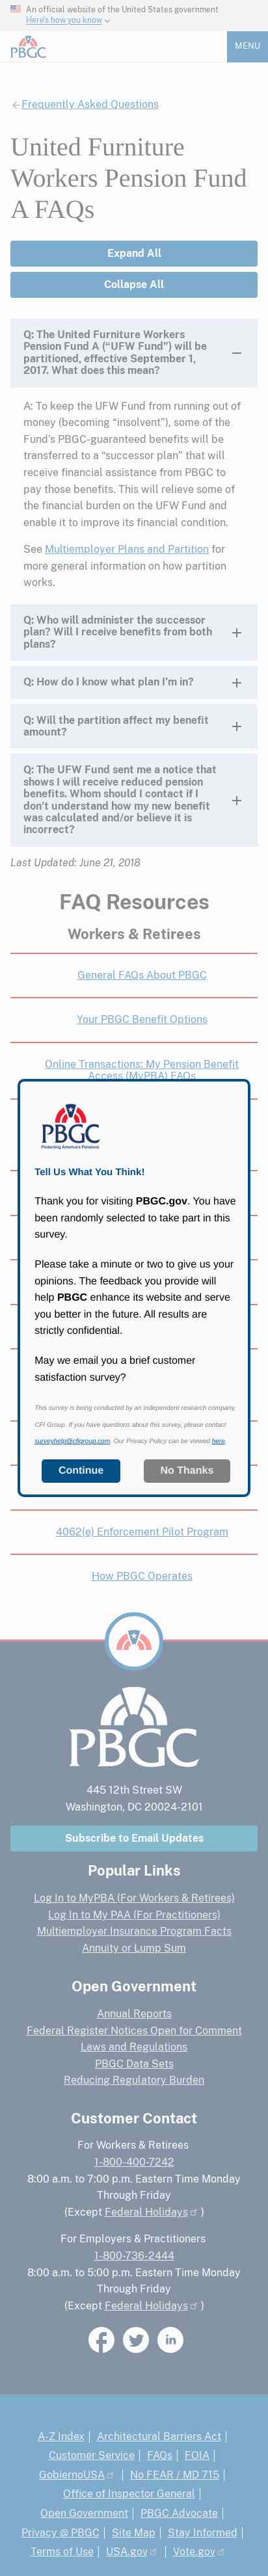 An official website of the United States government
Here's how you know
PBGC
MENU
Frequently Asked Questions
United Furniture
Workers Pension Fund
A FAQs
Expand All
Collapse All
Q: The United Furniture Workers
Pension Fund A (“UFW Fund”) will be
partitioned, effective September 1,
2017. What does this mean?
A: To keep the UFW Fund from running out of
money (becoming “insolvent”), some of the
Fund’s PBGC-guaranteed benefits will be
transferred to a “successor plan” that will
receive financial assistance from PBGC to
pay those benefits. This will relieve some of
the financial burden on the UFW Fund and
enable it to improve its financial condition.
See Multiemployer Plans and Partition for
more general information on how partition
works.
Q: Who will administer the successor
plan? Will I receive benefits from both
plans?
Q: How do I know what plan I’m in?
Q: Will the partition affect my benefit
amount?
Q: The UFW Fund sent me a notice that
shows I will receive reduced pension
benefits. Whom should I contact if I
don’t understand how my new benefit
was calculated and/or believe it is
incorrect?
Last Updated: June 21, 2018
FAQ Resources
Workers & Retirees
General FAQs About PBGC
Your PBGC Benefit Options
Online Transactions: My Pension Benefit
Access (MyPBA) FAQs
PBGC
Protecting America's Pensions
Tell Us What You Think!
Thank you for visiting PBGC.gov. You have
been randomly selected to take part in this
survey.
Please take a minute or two to give us your
opinions. The feedback you provide will
help PBGC enhance its website and serve
you better in the future. All results are
strictly confidential.
May we email you a brief customer
satisfaction survey?
This survey is being conducted by an independent research company,
CFI Group. If you have questions about this survey, please contact
surveyhelp@cfigroup.com. Our Privacy Policy can be viewed here.
Continue
No Thanks
4062(e) Enforcement Pilot Program
How PBGC Operates
PBGC
445 12th Street SW
Washington, DC 20024-2101
Subscribe to Email Updates
Popular Links
Log In to MyPBA (For Workers & Retirees)
Log In to My PAA (For Practitioners)
Multiemployer Insurance Program Facts
Annuity or Lump Sum
Open Government
Annual Reports
Federal Register Notices Open for Comment
Laws and Regulations
PBGC Data Sets
Reducing Regulatory Burden
Customer Contact
For Workers & Retirees
1-800-400-7242
8:00 a.m. to 7:00 p.m. Eastern Time Monday
Through Friday
(Except Federal Holidays )
For Employers & Practitioners
1-800-736-2444
8:00 a.m. to 5:00 p.m. Eastern Time Monday
Through Friday
(Except Federal Holidays )
A-Z Index | Architectural Barriers Act |
Customer Service | FAQs | FOIA |
GobiernoUSA | No FEAR / MD 715 |
Office of Inspector General |
Open Government | PBGC Advocate |
Privacy @ PBGC | Site Map | Stay Informed |
Terms of Use | USA.gov | Vote.gov